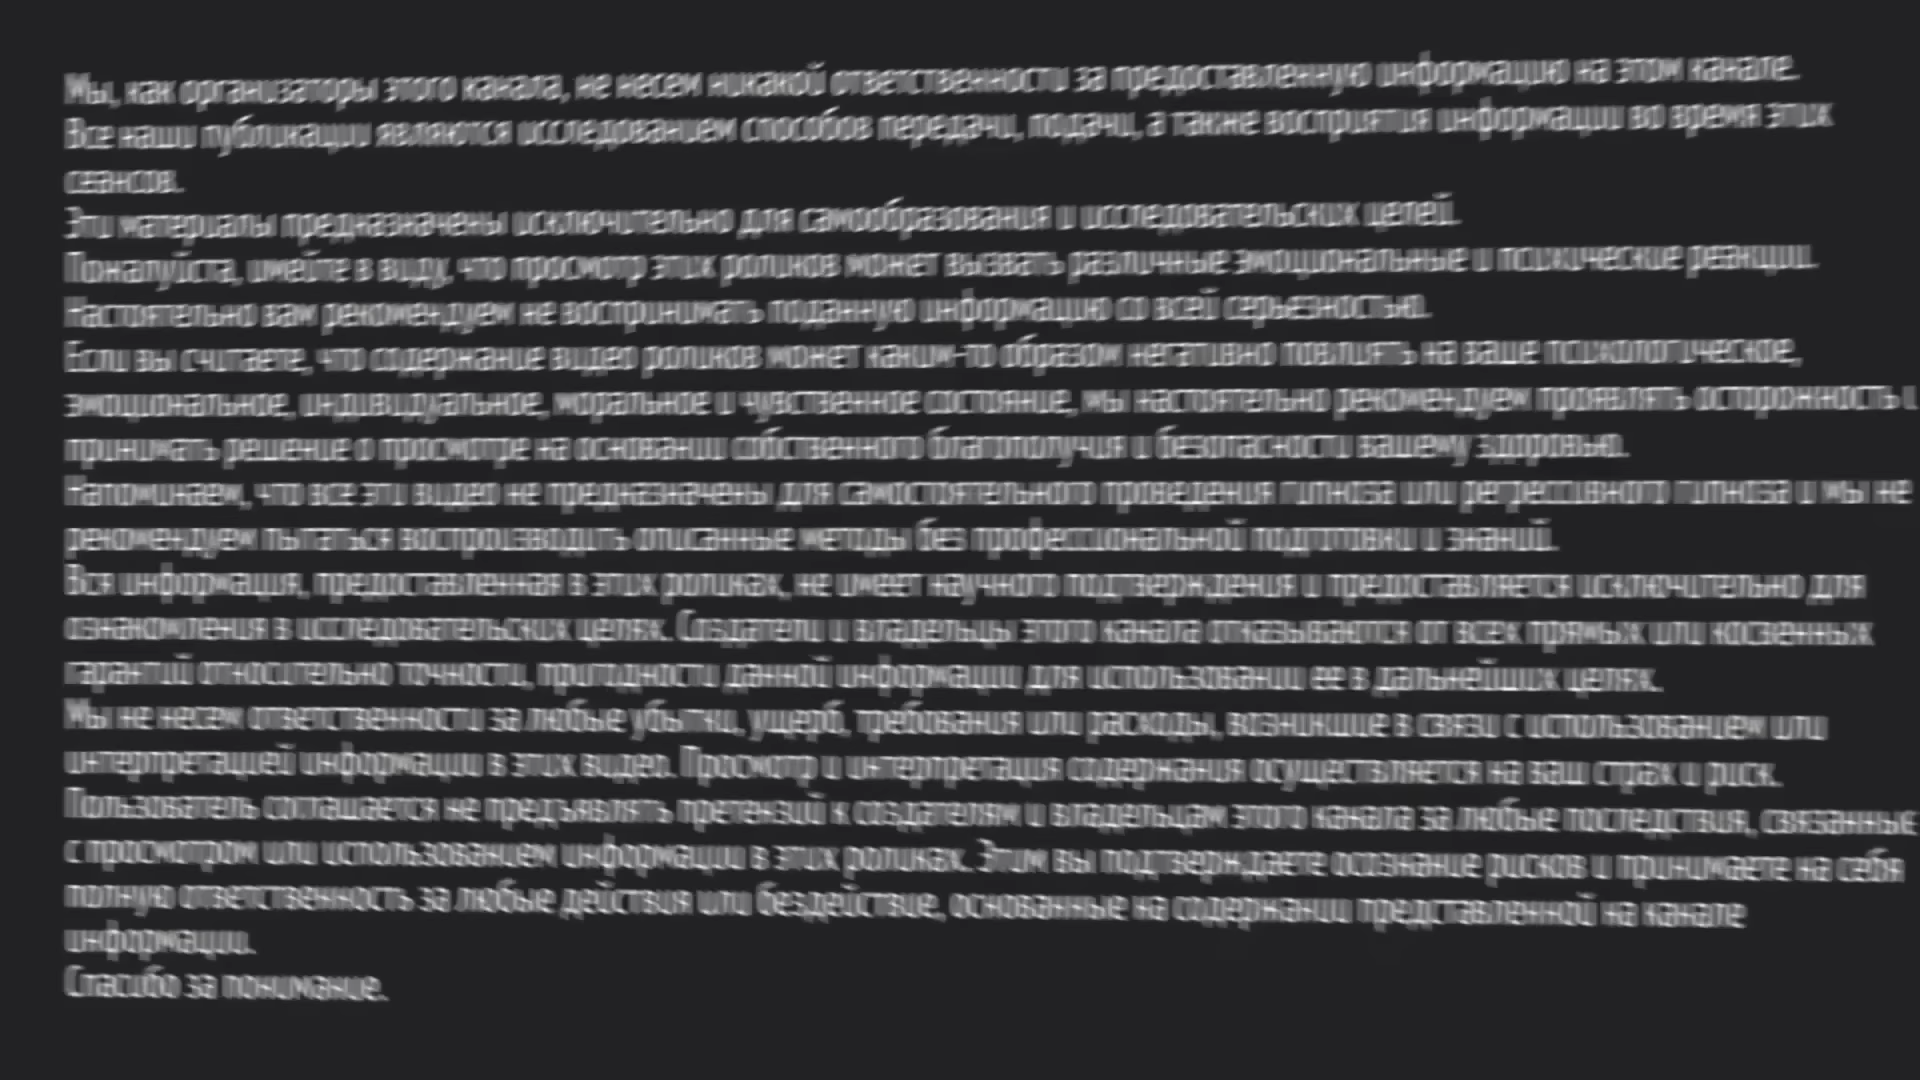 Мы, как организаторы этого канала, не несем никакой ответственности за предоставленную информацию на этом канале.
Все наши публикации являются исследованием способов передачи, подачи, а также восприятия информации во время этих
сеансов.
Эти материалы предназначены исключительно для самообразования и исследовательских целей.
Пожалуйста, имейте в виду, что просмотр этих роликов может вызвать различные эмоциональные и психические реакции.
Настоятельно вам рекомендуем не воспринимать поданную информацию со всей серьезностью.
Если вы считаете, что содержание видео роликов может каким-то образом негативно повлиять на ваше психологическое,
эмоциональное, индивидуальное, моральное и чувственное состояние, мы настоятельно рекомендуем проявлять осторожность и
принимать решение о просмотре на основании собственного благополучия и безопасности вашему здоровью.
Напоминаем, что все эти видео не предназначены для самостоятельного проведения гипноза или регрессивного гипноза и мы не
рекомендуем пытаться воспроизводить описанные методы без профессиональной подготовки и знаний.
Вся информация, предоставленная в этих роликах, не имеет научного подтверждения и предоставляется исключительно для
ознакомления в исследовательских целях. Создатели и владельцы этого канала отказываются от всех прямых или косвенных
гарантий относительно точности, пригодности данной информации для использовании ее в дальнейших целях.
Мы не несем ответственности за любые убытки, ущерб, требования или расходы, возникшие в связи с использованием или
интерпретацией информации в этих видео. Просмотр и интерпретация содержания осуществляется на ваш страх и риск.
Пользователь соглашается не предъявлять претензий к создателям и владельцам этого канала за любые последствия, связанные
с просмотром или использованием информации в этих роликах. Этим вы подтверждаете осознание рисков и принимаете на себя
полную ответственность за любые действия или бездействие, основанные на содержании представленной на канале
информации.
Спасибо за понимание.